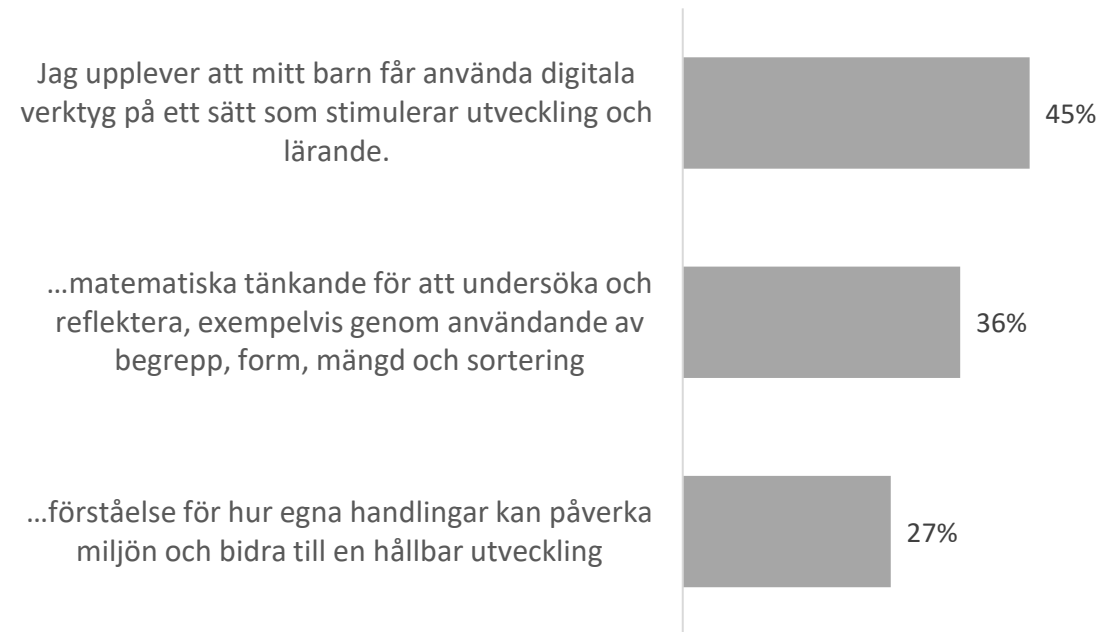 Jag upplever att mitt barn får använda digitala
verktyg på ett sätt som stimulerar utveckling och
lärande.
45%
…matematiska tänkande för att undersöka och
reflektera, exempelvis genom användande av
begrepp, form, mängd och sortering
36%
…förståelse för hur egna handlingar kan påverka
miljön och bidra till en hållbar utveckling
27%